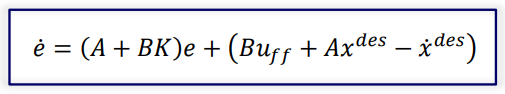 ė = (A + BK)e + (Bu_{ff} + Ax^{des} − ẋ^{des})